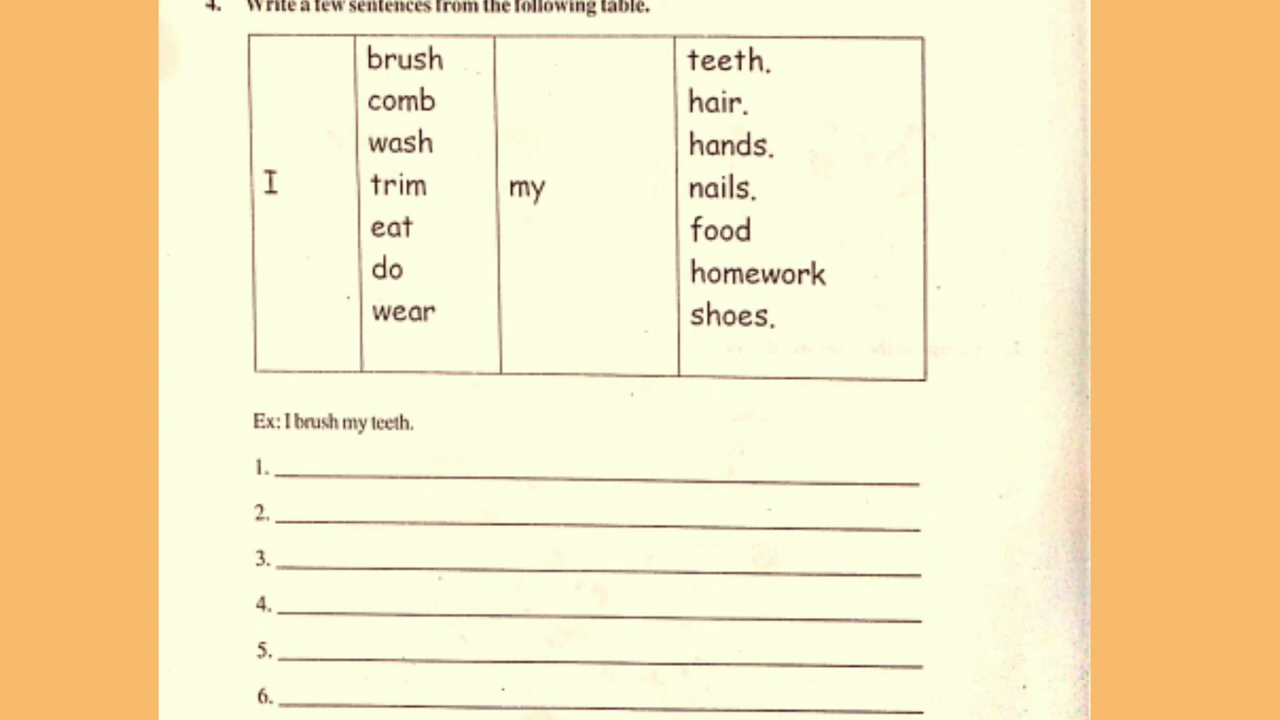 4. Write a few sentences from the following table.
brush teeth.
comb hair.
wash hands.
I trim my nails.
eat food
do homework
wear shoes.
Ex: I brush my teeth.
1.
2.
3.
4.
5.
6.